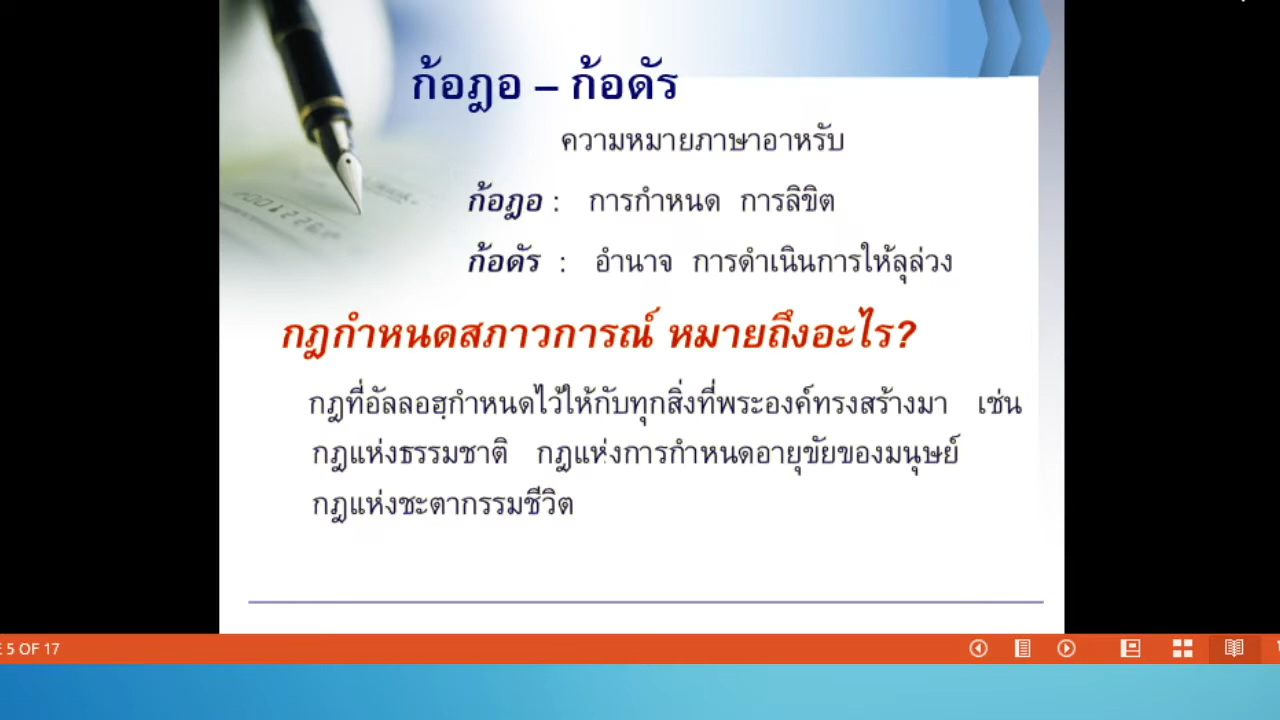 ก้อฎอ – ก้อดัร
ความหมายภาษาอาหรับ
ก้อฎอ : การกำหนด การลิขิต
ก้อดัร : อำนาจ การดำเนินการให้ลุล่วง
กฎกำหนดสภาวการณ์ หมายถึงอะไร?
กฎที่อัลลอฮฺกำหนดไว้ให้กับทุกสิ่งที่พระองค์ทรงสร้างมา เช่น
กฎแห่งธรรมชาติ กฎแห่งการกำหนดอายุขัยของมนุษย์
กฎแห่งชะตากรรมชีวิต
5 OF 17